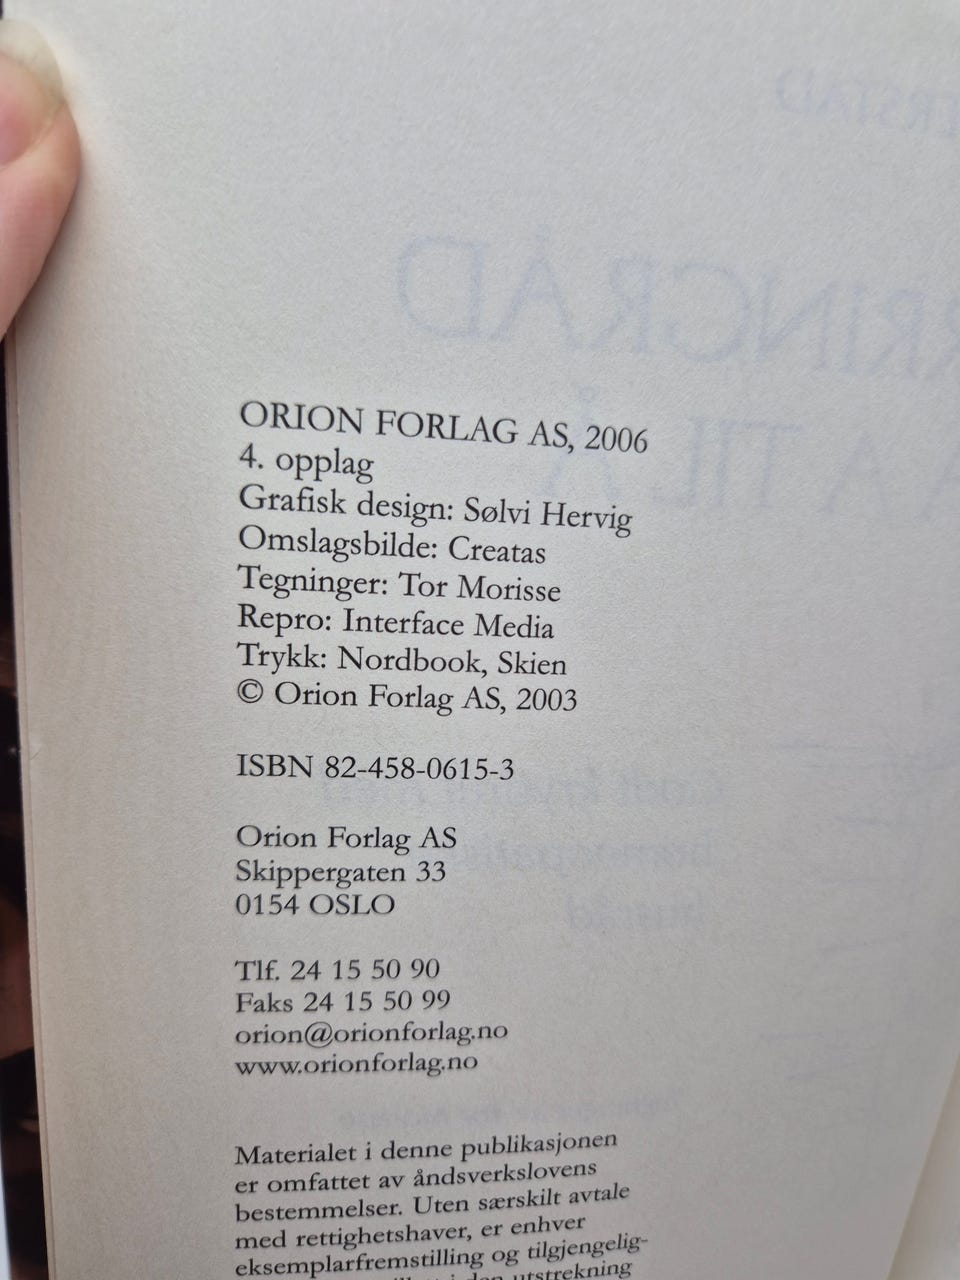 ORION FORLAG AS, 2006
4. opplag
Grafisk design: Sølvi Hervig
Omslagsbilde: Creatas
Tegninger: Tor Morisse
Repro: Interface Media
Trykk: Nordbook, Skien
© Orion Forlag AS, 2003
ISBN 82-458-0615-3
Orion Forlag AS
Skippergaten 33
0154 OSLO
Tlf. 24 15 50 90
Faks 24 15 50 99
orion@orionforlag.no
www.orionforlag.no
Materialet i denne publikasjonen
er omfattet av åndsverkslovens
bestemmelser. Uten særskilt avtale
med rettighetshaver, er enhver
eksemplarfremstilling og tilgjengelig-
i den utstrekning